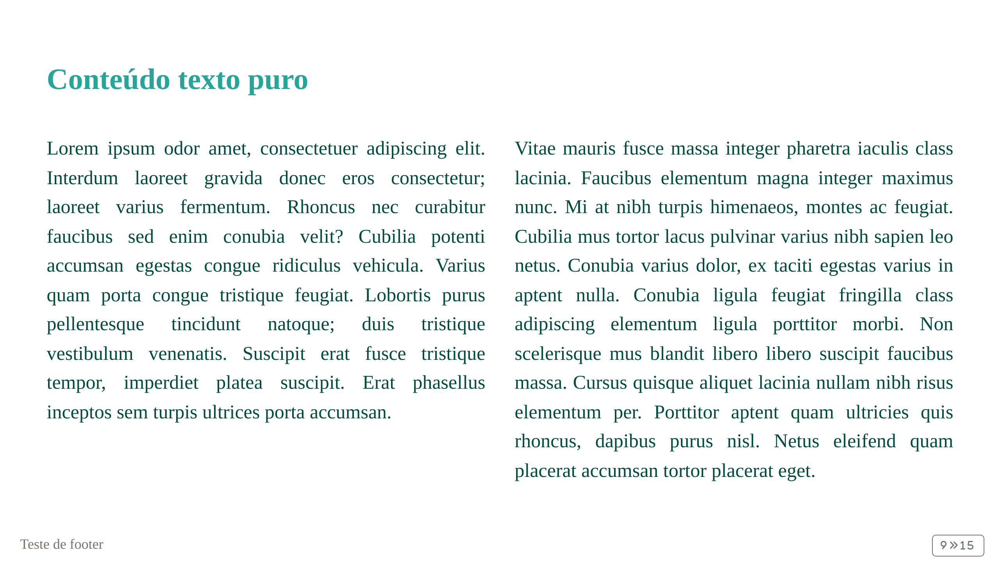 Conteúdo texto puro
Lorem ipsum odor amet, consectetuer adipiscing elit.
Interdum laoreet gravida donec eros consectetur;
laoreet varius fermentum. Rhoncus nec curabitur
faucibus sed enim conubia velit? Cubilia potenti
accumsan egestas congue ridiculus vehicula. Varius
quam porta congue tristique feugiat. Lobortis purus
pellentesque tincidunt natoque; duis tristique
vestibulum venenatis. Suscipit erat fusce tristique
tempor, imperdiet platea suscipit. Erat phasellus
inceptos sem turpis ultrices porta accumsan.
Vitae mauris fusce massa integer pharetra iaculis class
lacinia. Faucibus elementum magna integer maximus
nunc. Mi at nibh turpis himenaeos, montes ac feugiat.
Cubilia mus tortor lacus pulvinar varius nibh sapien leo
netus. Conubia varius dolor, ex taciti egestas varius in
aptent nulla. Conubia ligula feugiat fringilla class
adipiscing elementum ligula porttitor morbi. Non
scelerisque mus blandit libero libero suscipit faucibus
massa. Cursus quisque aliquet lacinia nullam nibh risus
elementum per. Porttitor aptent quam ultricies quis
rhoncus, dapibus purus nisl. Netus eleifend quam
placerat accumsan tortor placerat eget.
Teste de footer
9»15